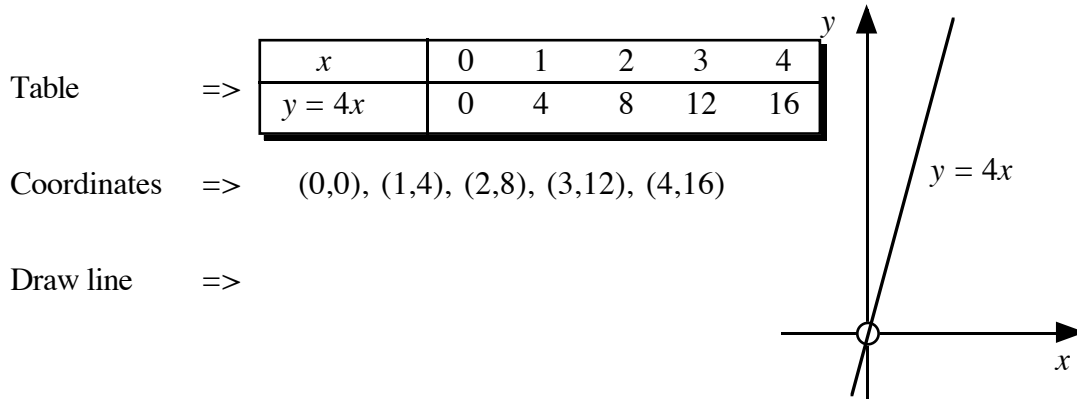 Table => x 0 1 2 3 4
y = 4x 0 4 8 12 16
Coordinates => (0,0), (1,4), (2,8), (3,12), (4,16)
Draw line =>
y
y = 4x
x